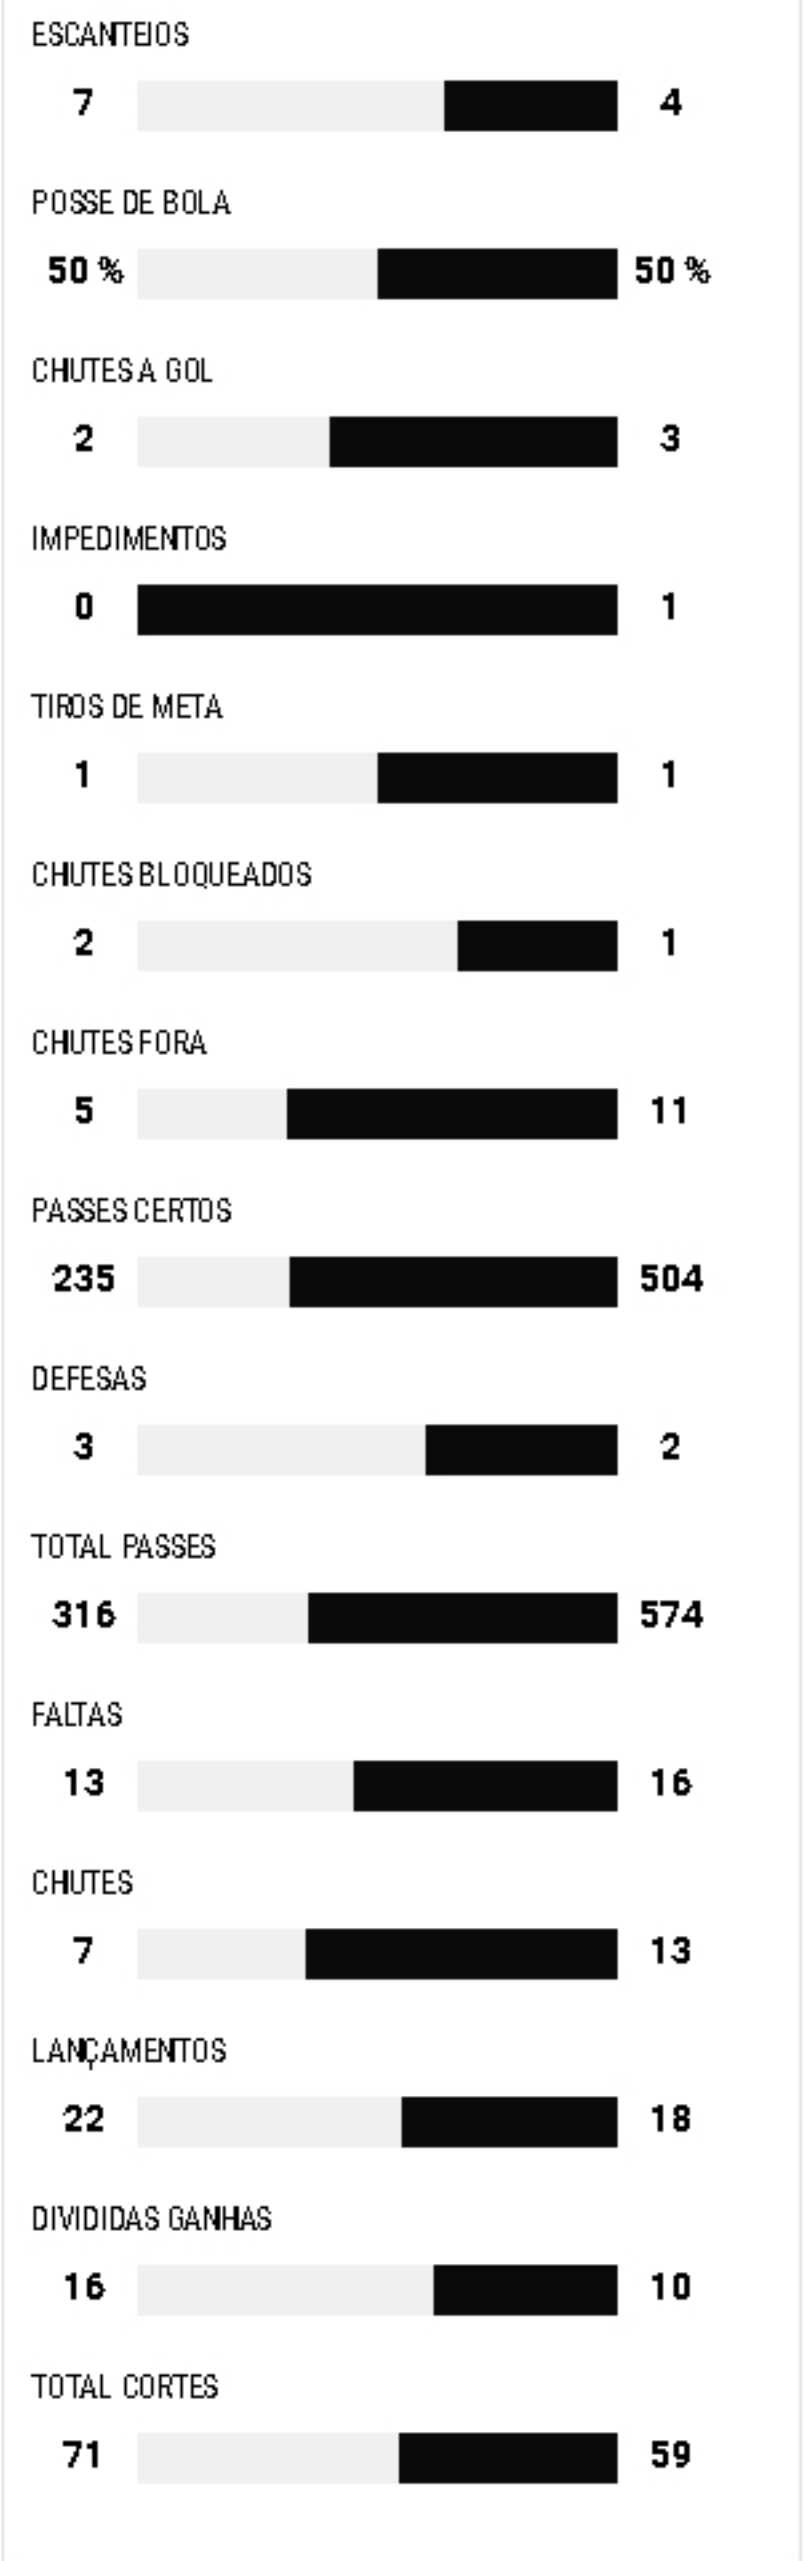 ESCANTEIOS
7 4
POSSE DE BOLA
50 % 50 %
CHUTES A GOL
2 3
IMPEDIMENTOS
0 1
TIROS DE META
1 1
CHUTES BLOQUEADOS
2 1
CHUTES FORA
5 11
PASSES CERTOS
235 504
DEFESAS
3 2
TOTAL PASSES
316 574
FALTAS
13 16
CHUTES
7 13
LANÇAMENTOS
22 18
DIVIDIDAS GANHAS
16 10
TOTAL CORTES
71 59